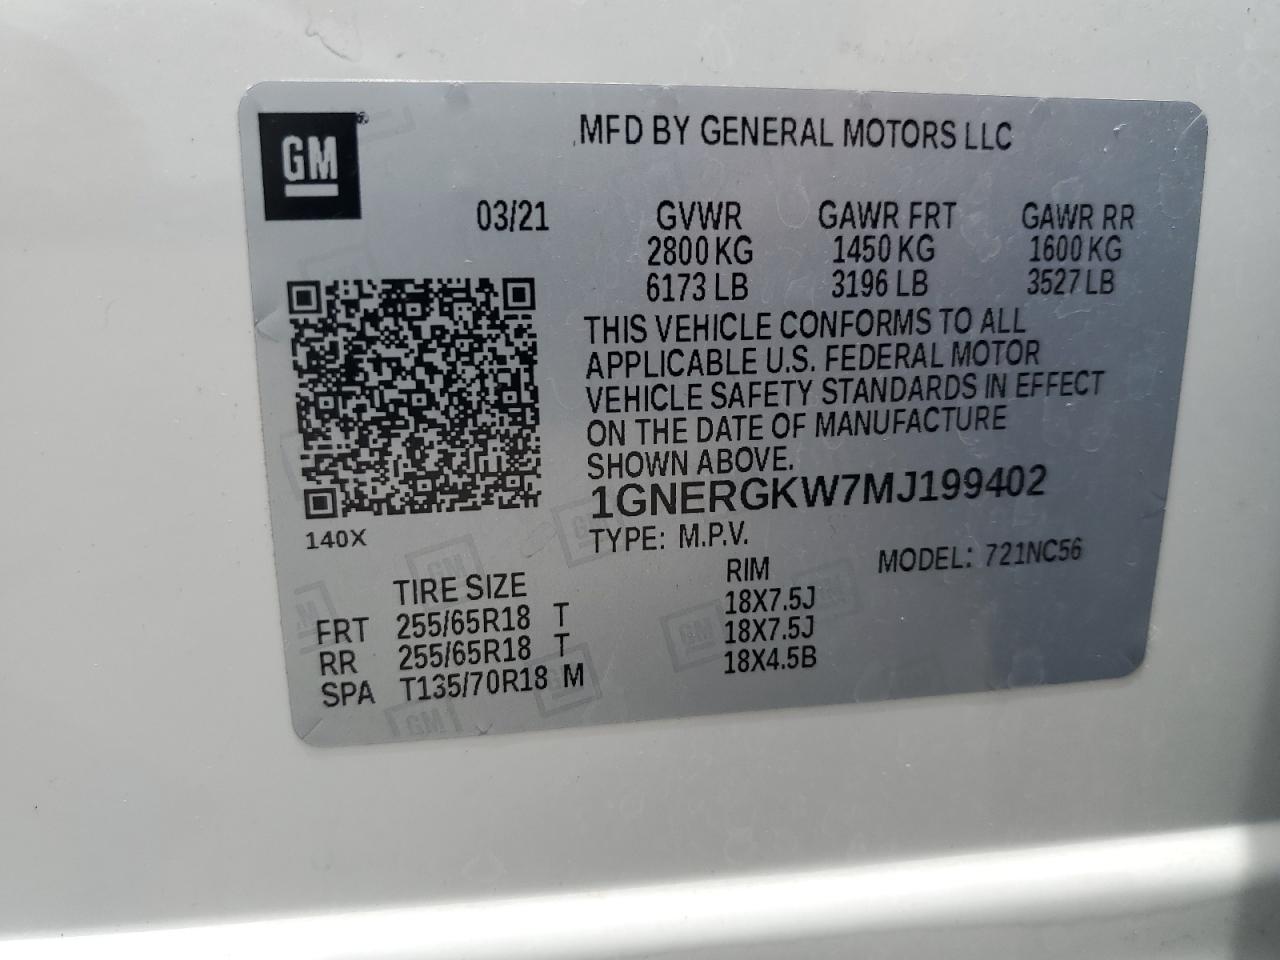 GM
MFD BY GENERAL MOTORS LLC
03/21 GVWR GAWR FRT GAWR RR
2800 KG 1450 KG 1600 KG
6173 LB 3196 LB 3527 LB
THIS VEHICLE CONFORMS TO ALL
APPLICABLE U.S. FEDERAL MOTOR
VEHICLE SAFETY STANDARDS IN EFFECT
ON THE DATE OF MANUFACTURE
SHOWN ABOVE.
1GNERGKW7MJ199402
140X
TYPE: M.P.V. MODEL: 721NC56
TIRE SIZE RIM
FRT 255/65R18 T 18X7.5J
RR 255/65R18 T 18X7.5J
SPA T135/70R18 M 18X4.5B